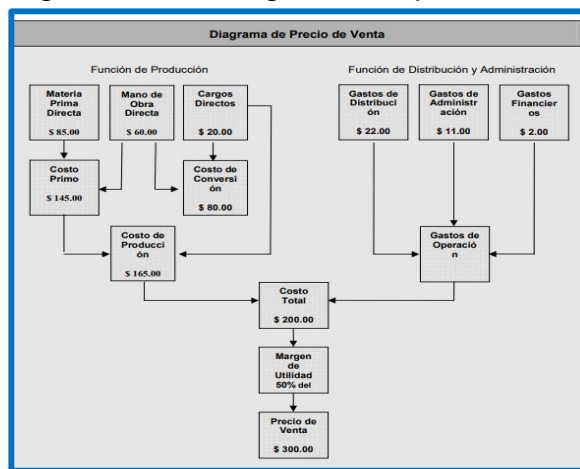 Diagrama de Precio de Venta
Función de Producción
Función de Distribución y Administración
Materia
Prima
Directa
$ 85.00
Mano de
Obra
Directa
$ 60.00
Cargos
Directos
$ 20.00
Gastos de
Distribuci
ón
$ 22.00
Gastos de
Administr
ación
$ 11.00
Gastos
Financier
os
$ 2.00
Costo
Primo
$ 145.00
Costo de
Conversi
ón
$ 80.00
Costo de
Producci
ón
$ 165.00
Gastos de
Operació
n
Costo
Total
$ 200.00
Margen
de
Utilidad
50% del
Precio de
Venta
$ 300.00